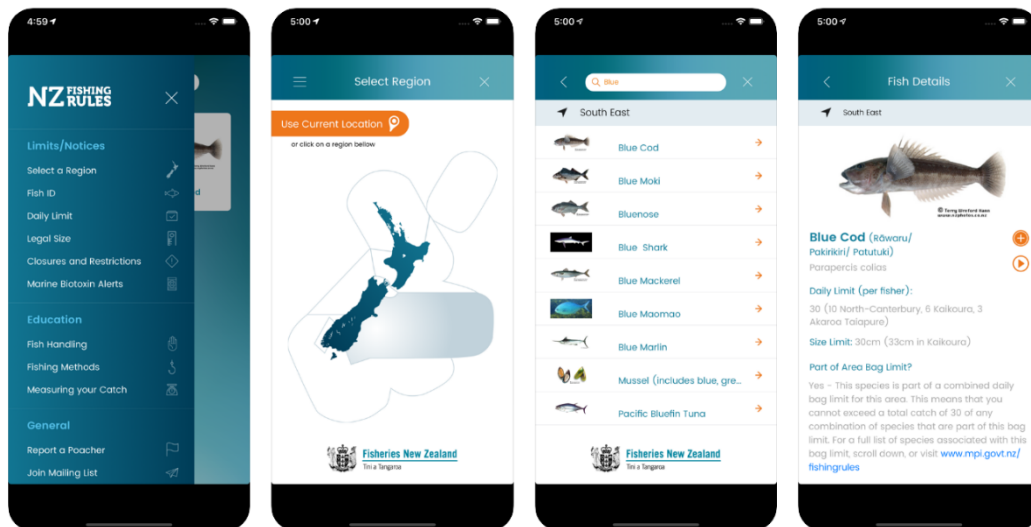 4:59
NZ FISHING
RULES
Limits/Notices
Select a Region
Fish ID
Daily Limit
Legal Size
Closures and Restrictions
Marine Biotoxin Alerts
Education
Fish Handling
Fishing Methods
Measuring your Catch
General
Report a Poacher
Join Mailing List
d
5:00
Select Region
Use Current Location
or click on a region below
Fisheries New Zealand
Tini a Tangaroa
5:00
Blue
South East
Blue Cod
Blue Moki
Bluenose
Blue Shark
Blue Mackerel
Blue Maomao
Blue Marlin
Mussel (includes blue, gre...
Pacific Bluefin Tuna
Fisheries New Zealand
Tini a Tangaroa
5:00
Fish Details
South East
Blue Cod (Rāwaru/
Pakirikiri/ Patutuki)
Parapercis colias
Daily Limit (per fisher):
30 (10 North-Canterbury, 6 Kaikoura, 3
Akaroa Taiapure)
Size Limit: 30cm (33cm in Kaikoura)
Part of Area Bag Limit?
Yes - This species is part of a combined daily
bag limit for this area. This means that you
cannot exceed a total catch of 30 of any
combination of species that are part of this bag
limit. For a full list of species associated with this
bag limit, scroll down, or visit www.mpi.govt.nz/
fishingrules